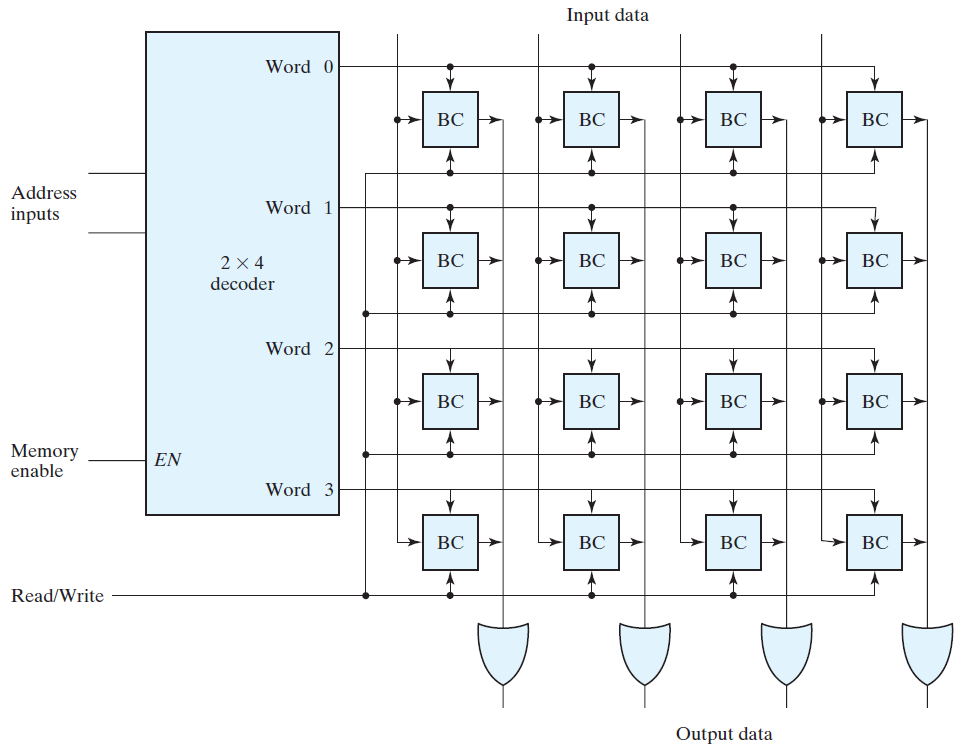 Input data
Word 0
BC BC BC BC
Address
inputs
Word 1
2 × 4
decoder
BC BC BC BC
Word 2
BC BC BC BC
Memory
enable
EN
Word 3
BC BC BC BC
Read/Write
Output data